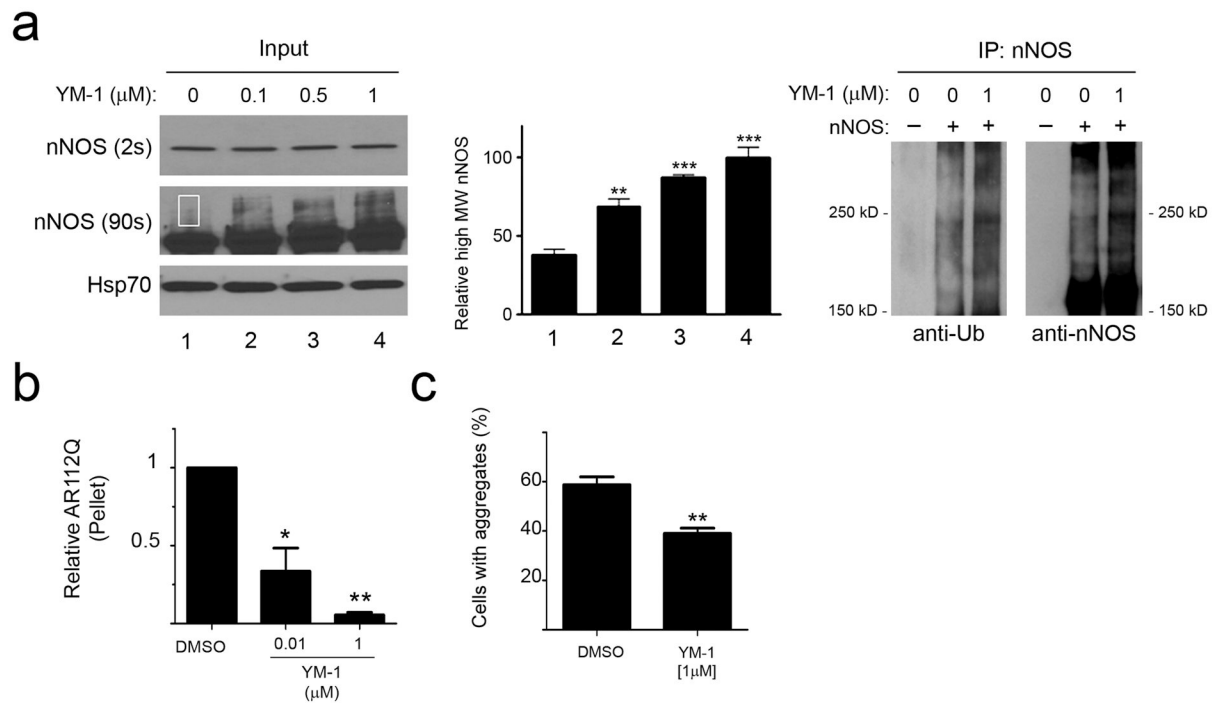 a
Input
YM-1 (μM): 0 0.1 0.5 1
nNOS (2s)
nNOS (90s)
Hsp70
1 2 3 4
Relative high MW nNOS
100
50
0
** *** ***
1 2 3 4
IP: nNOS
YM-1 (μM): 0 0 1 0 0 1
nNOS: – + + – + +
250 kD - - 250 kD
150 kD - - 150 kD
anti-Ub anti-nNOS
b
Relative AR112Q
(Pellet)
1
0.5
*
**
DMSO 0.01 1
YM-1
(μM)
c
Cells with aggregates (%)
60
40
20
**
DMSO YM-1
[1μM]